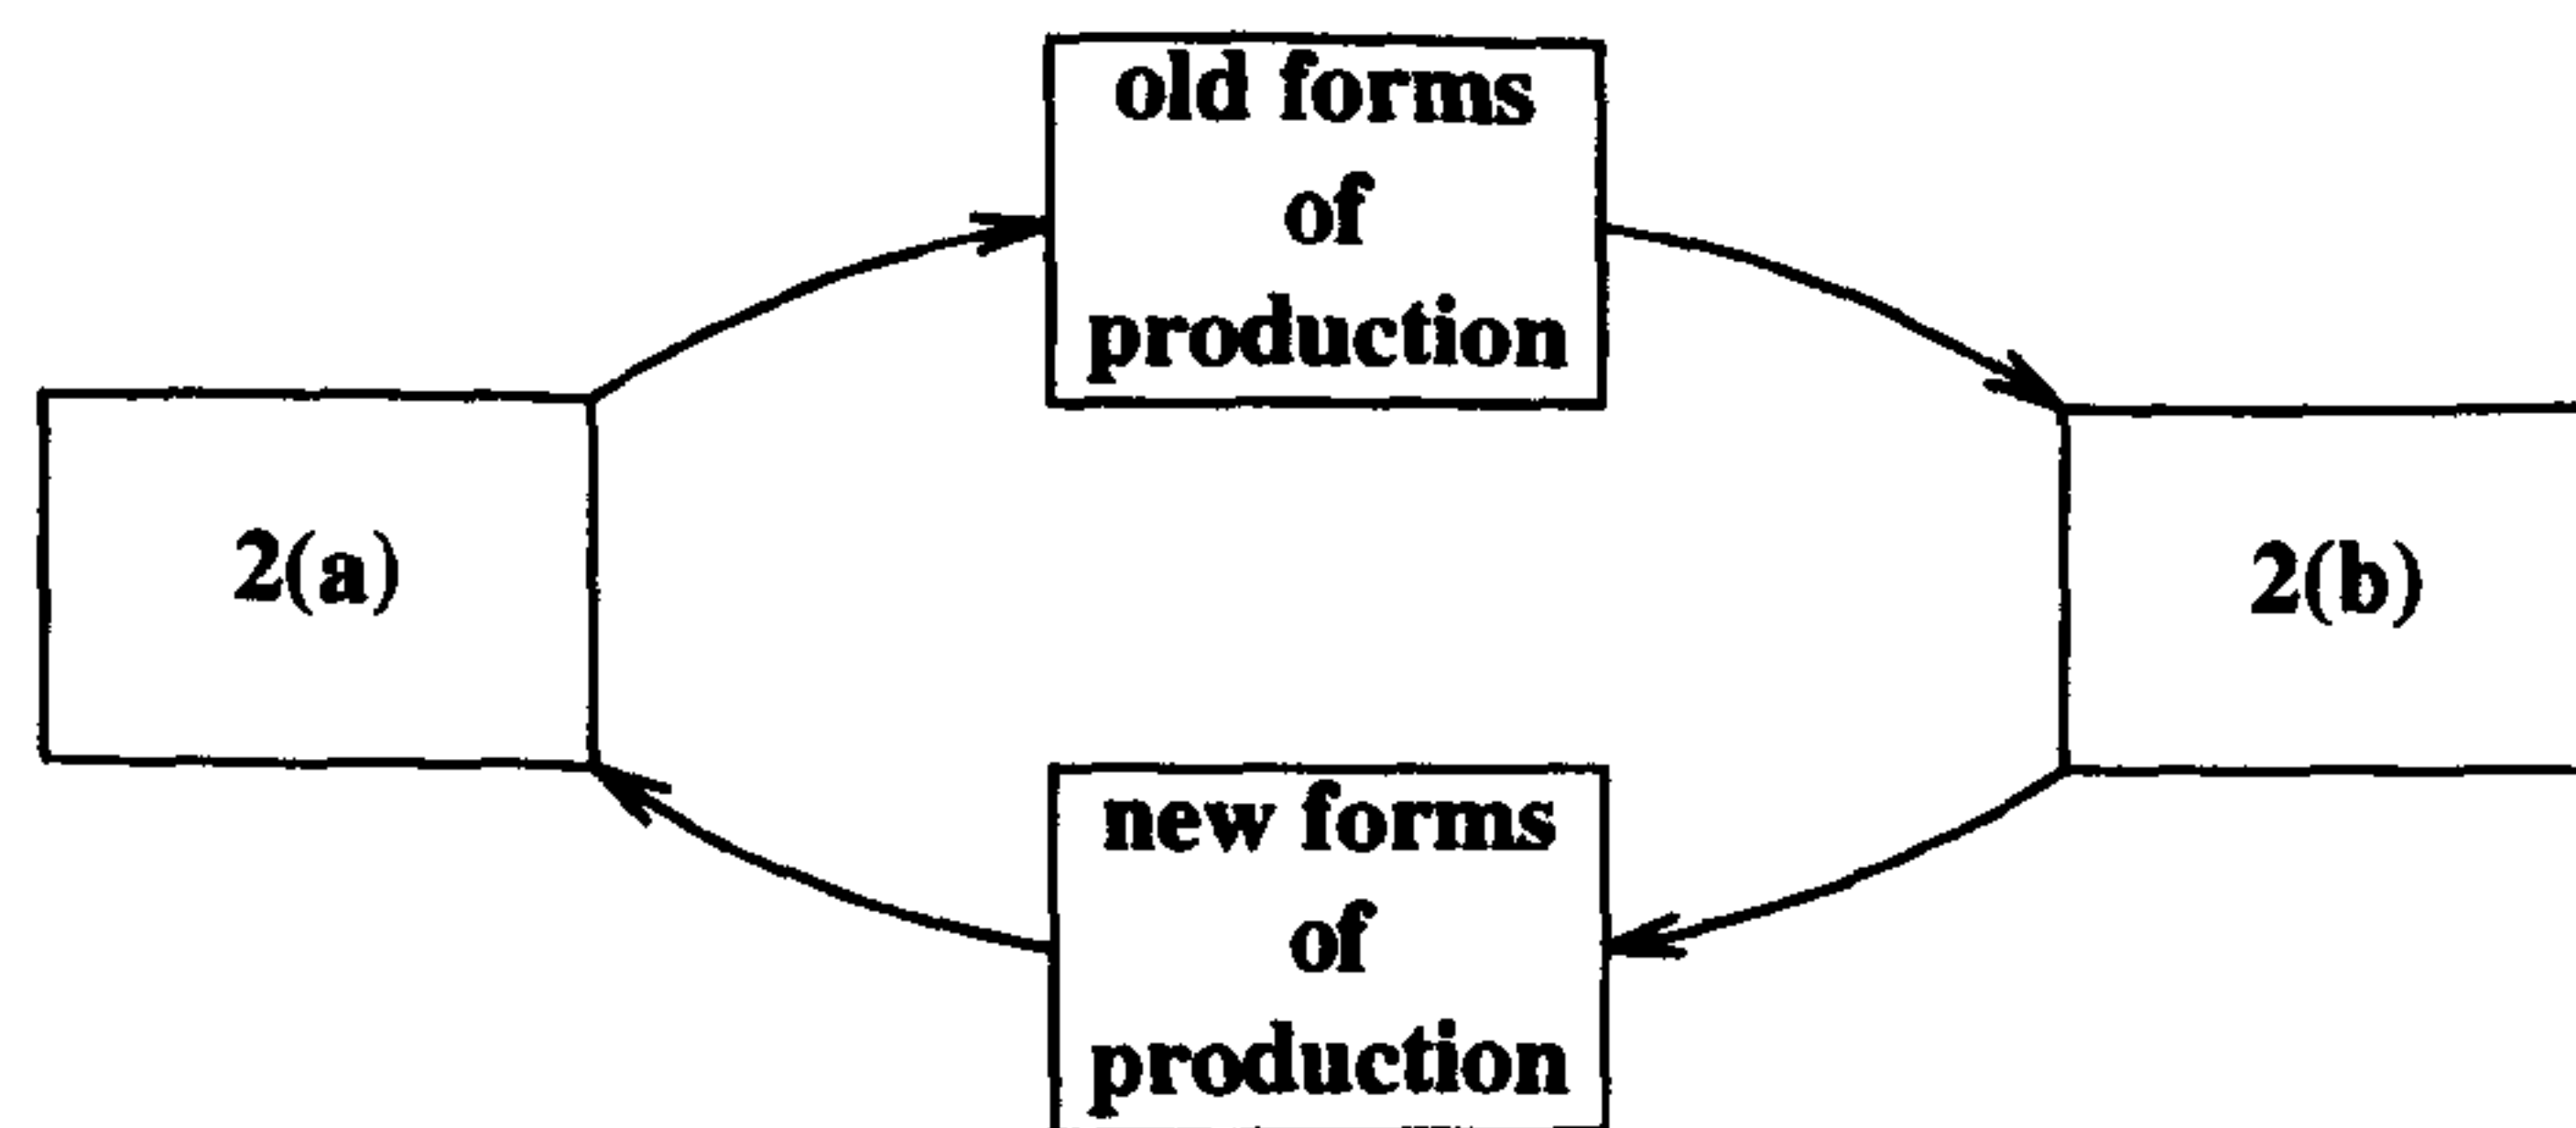 old forms
of
production
2(a)
2(b)
new forms
of
production